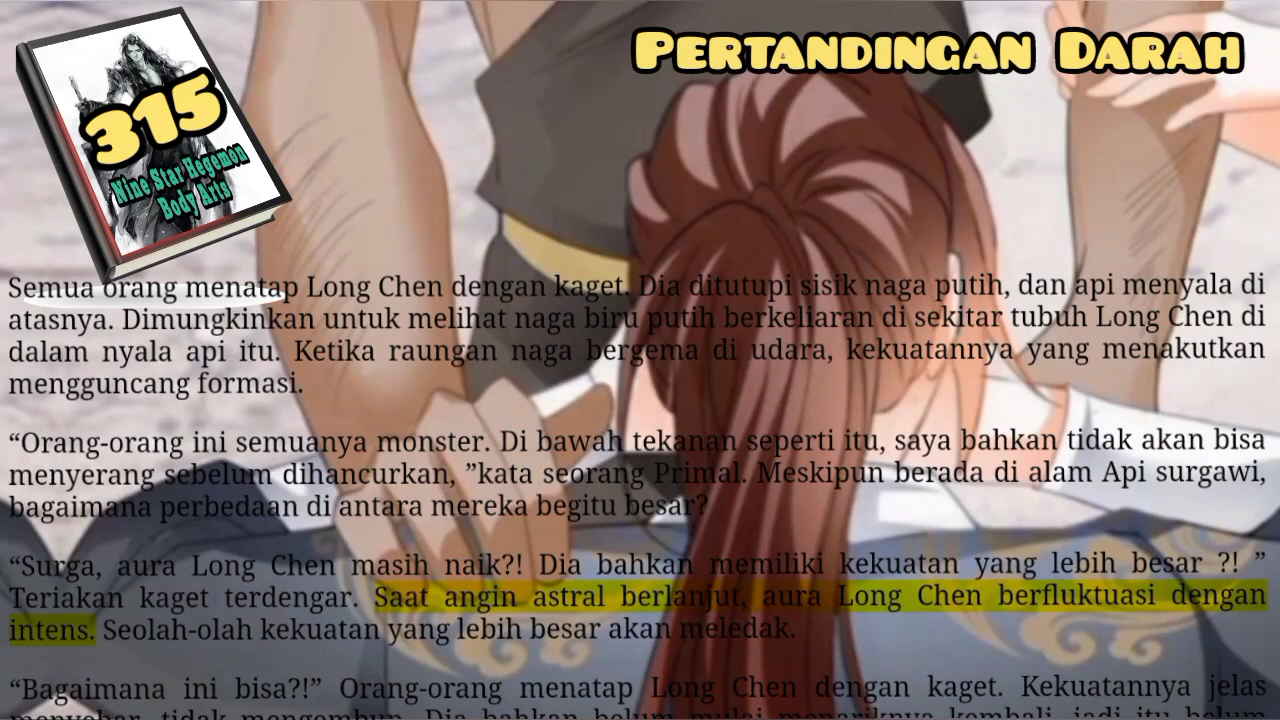 PERTANDINGAN DARAH
315
Nine Star Hegemon
Body Arts
Semua orang menatap Long Chen dengan kaget. Dia ditutupi sisik naga putih, dan api menyala di
atasnya. Dimungkinkan untuk melihat naga biru putih berkeliaran di sekitar tubuh Long Chen di
dalam nyala api itu. Ketika raungan naga bergema di udara, kekuatannya yang menakutkan
mengguncang formasi.
“Orang-orang ini semuanya monster. Di bawah tekanan seperti itu, saya bahkan tidak akan bisa
menyerang sebelum dihancurkan, ”kata seorang Primal. Meskipun berada di alam Api surgawi,
bagaimana perbedaan di antara mereka begitu besar?
“Surga, aura Long Chen masih naik?! Dia bahkan memiliki kekuatan yang lebih besar ?! ”
Teriakan kaget terdengar. Saat angin astral berlanjut, aura Long Chen berfluktuasi dengan
intens. Seolah-olah kekuatan yang lebih besar akan meledak.
“Bagaimana ini bisa?!” Orang-orang menatap Long Chen dengan kaget. Kekuatannya jelas